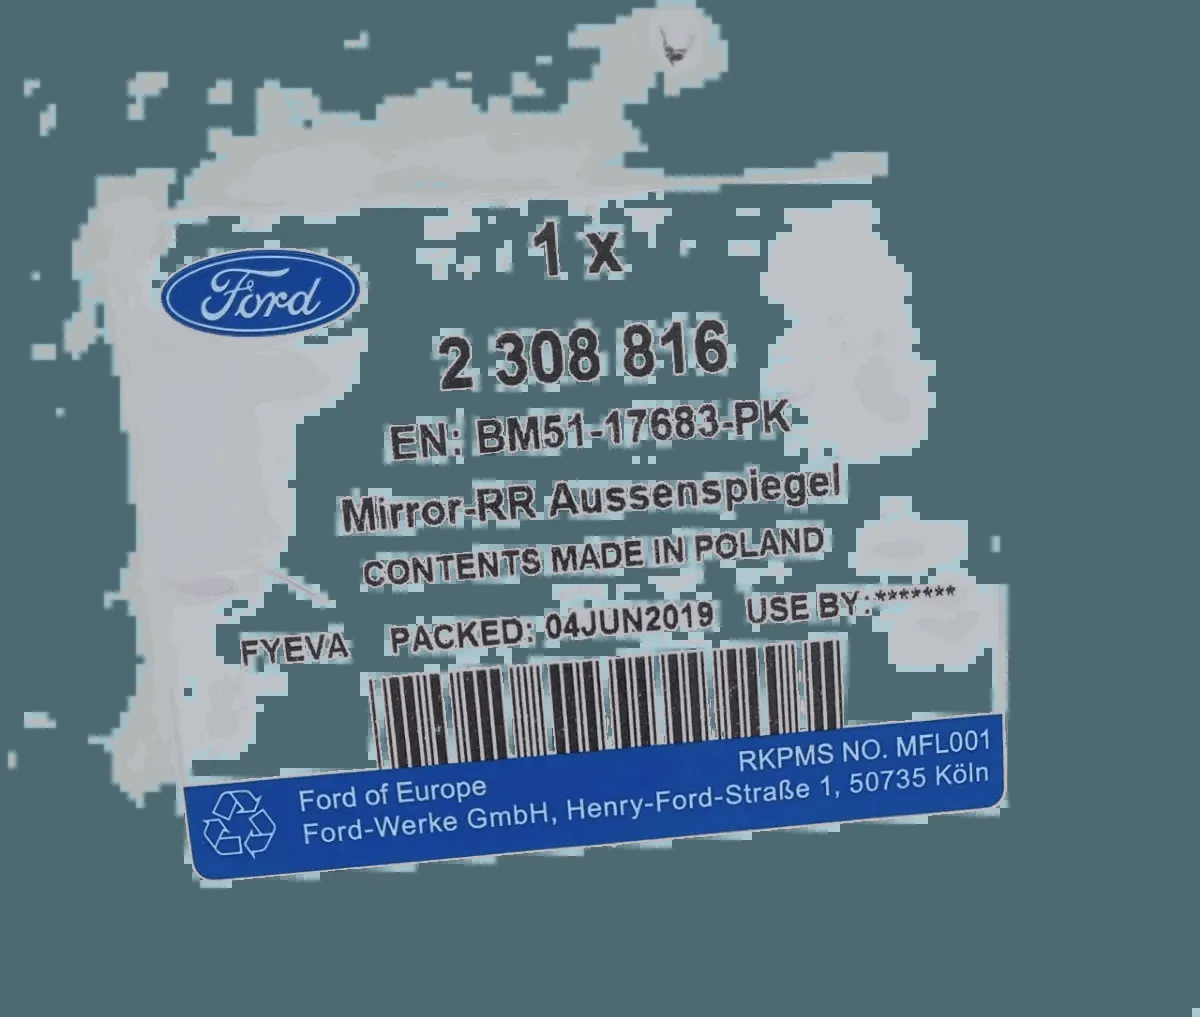 Ford
1 x
2 308 816
EN: BM51-17683-PK
Mirror-RR Aussenspiegel
CONTENTS MADE IN POLAND
FYEVA PACKED: 04JUN2019 USE BY:*******
RKPMS NO. MFL001
Ford of Europe
Ford-Werke GmbH, Henry-Ford-Straße 1, 50735 Köln